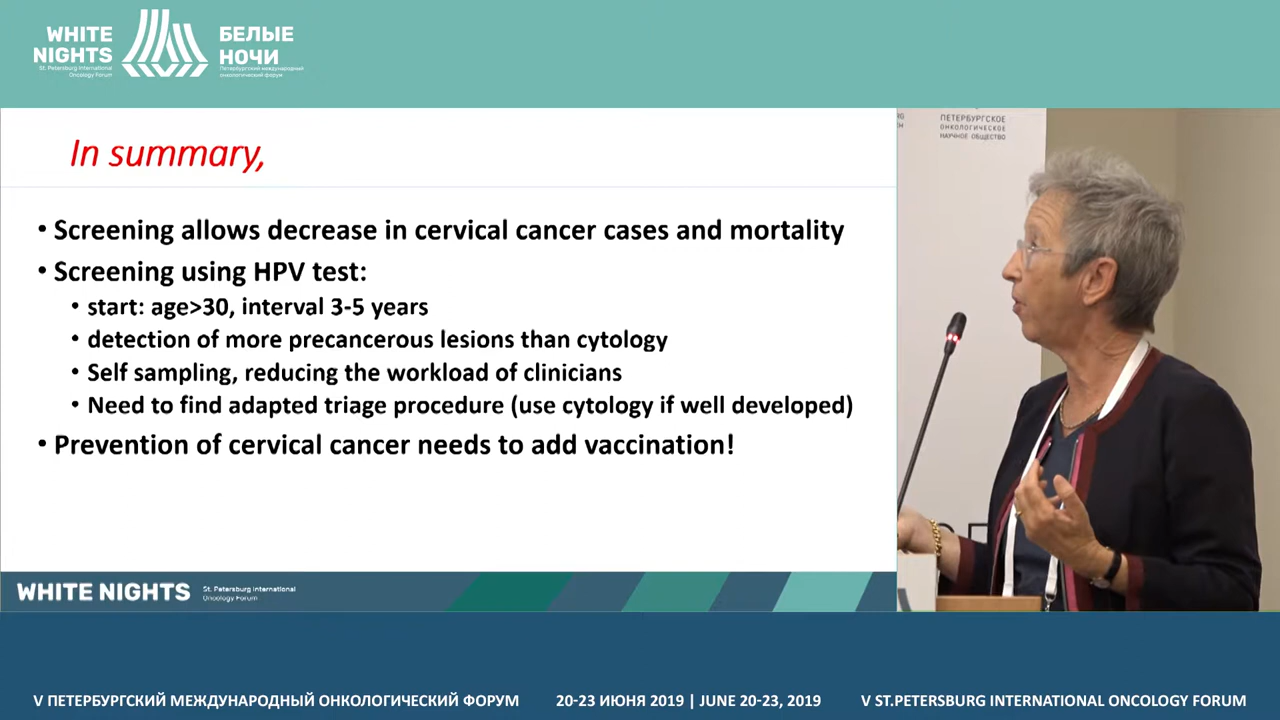 WHITE
NIGHTS
St. Petersburg International
Oncology Forum
БЕЛЫЕ
НОЧИ
Петербургский международный
онкологический форум
In summary,
• Screening allows decrease in cervical cancer cases and mortality
• Screening using HPV test:
• start: age>30, interval 3-5 years
• detection of more precancerous lesions than cytology
• Self sampling, reducing the workload of clinicians
• Need to find adapted triage procedure (use cytology if well developed)
• Prevention of cervical cancer needs to add vaccination!
ПЕТЕРБУРГСКОЕ
ОНКОЛОГИЧЕСКОЕ
НАУЧНОЕ ОБЩЕСТВО
WHITE NIGHTS
St. Petersburg International
Oncology Forum
V ПЕТЕРБУРГСКИЙ МЕЖДУНАРОДНЫЙ ОНКОЛОГИЧЕСКИЙ ФОРУМ
20-23 ИЮНЯ 2019 | JUNE 20-23, 2019
V ST.PETERSBURG INTERNATIONAL ONCOLOGY FORUM